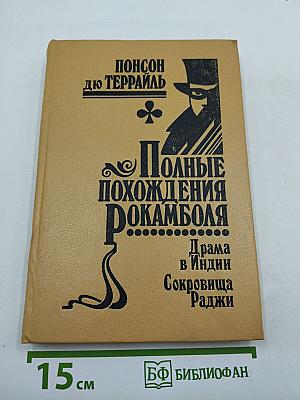 ПОНСОН
ДЮ ТЕРРАЙЛЬ
ПОЛНЫЕ
ПОХОЖДЕНИЯ
РОКАМБОЛЯ
Драма
в Индии
Сокровища
Раджи
15 см
БФ БИБЛИОФАН